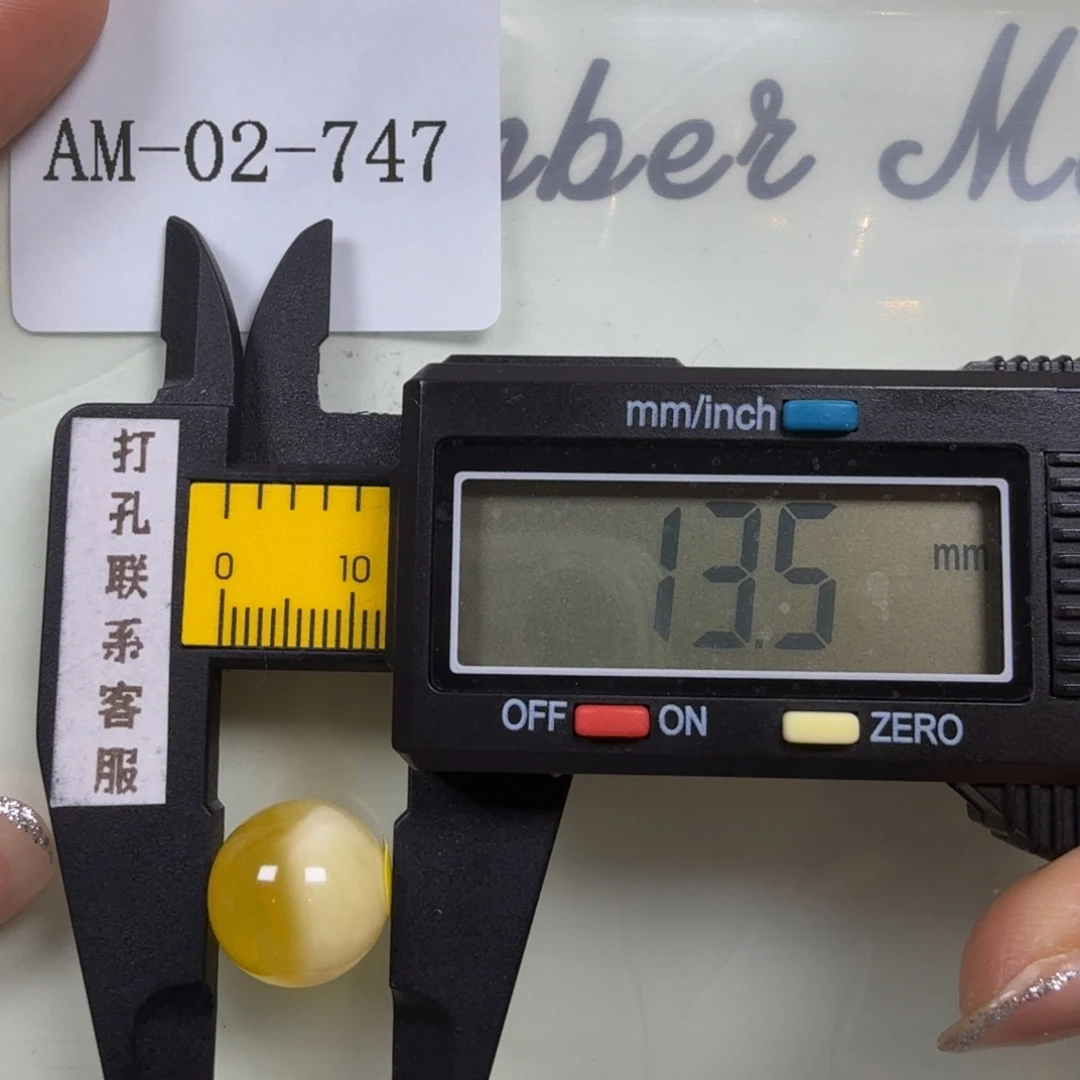 AM-02-747
mber M
mm/inch
打
孔
联
系
客
服
0 10
13.5 mm
OFF ON ZERO